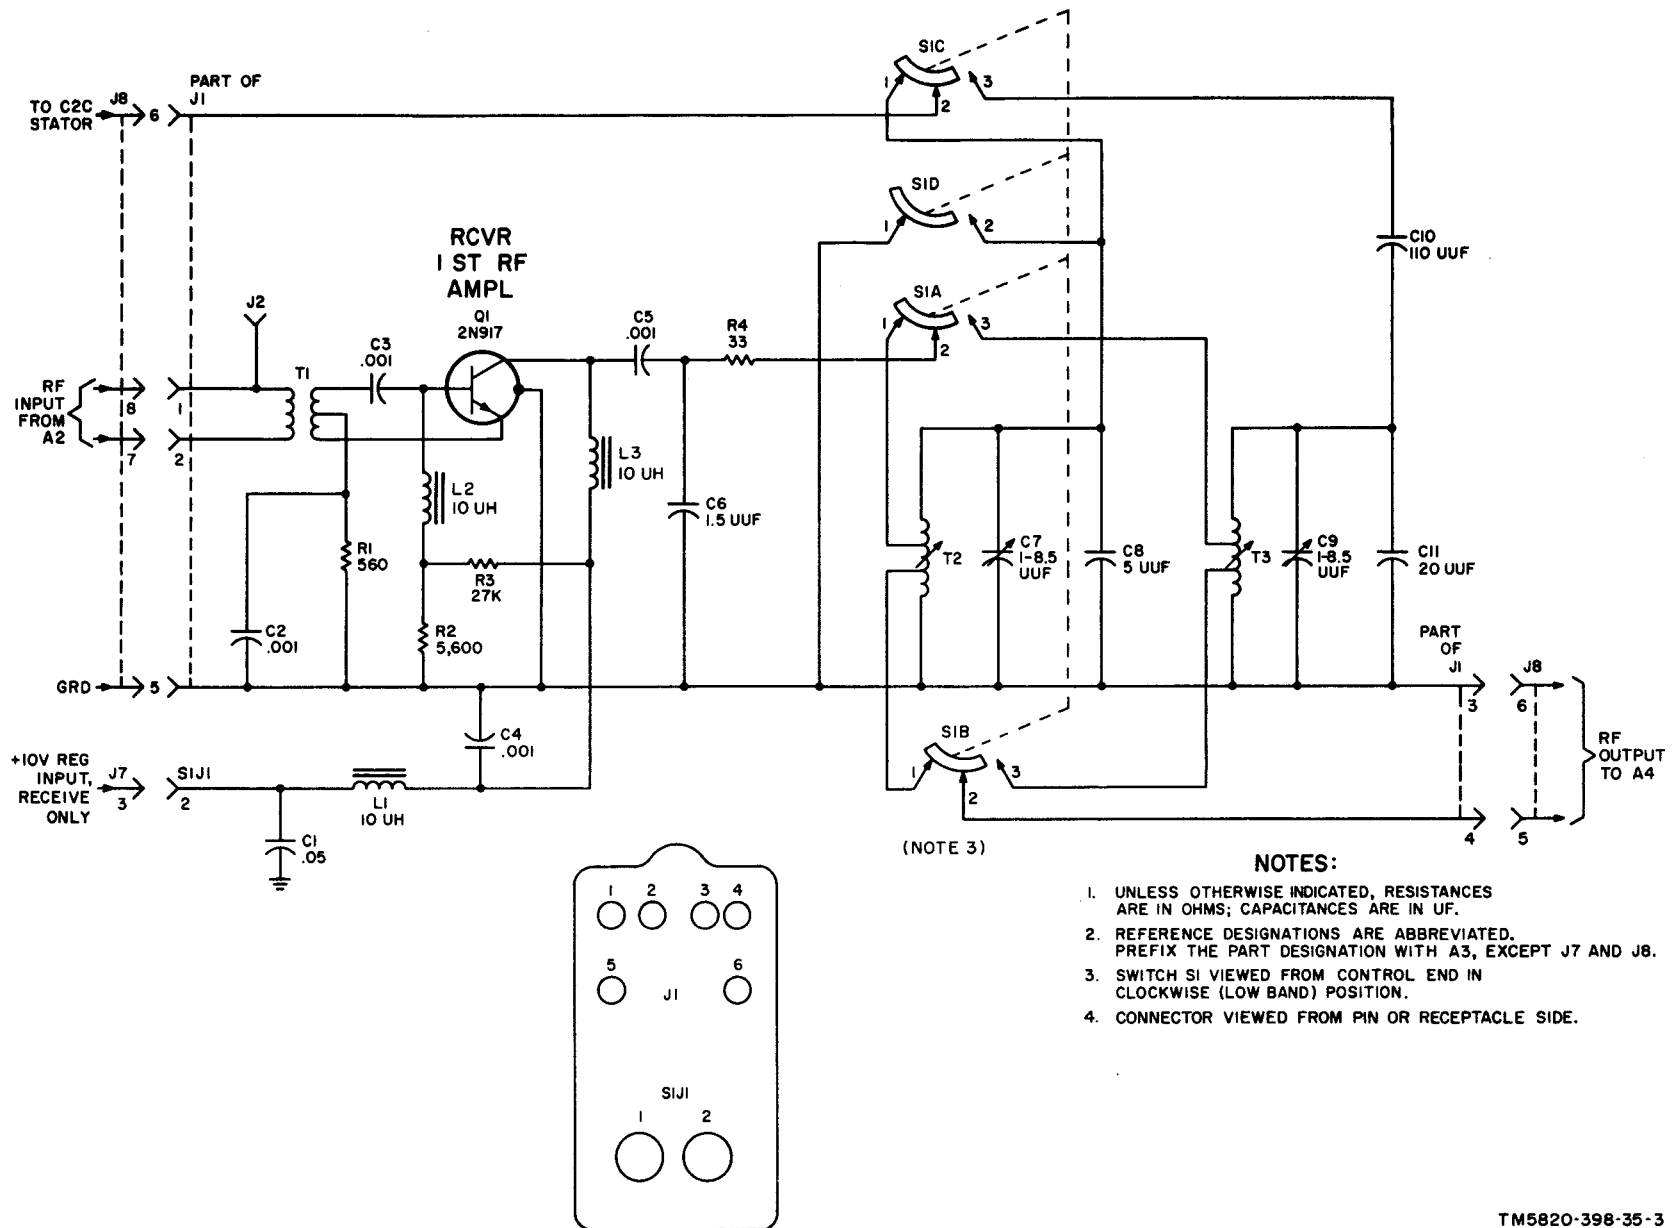 S1C
1
2
3
PART OF
J1
J8
6
TO C2C
STATOR
S1D
1
2
RCVR
1 ST RF
AMPL
Q1
2N917
S1A
1
2
3
C10
110 UUF
J2
C3
.001
C5
.001
R4
33
T1
RF
INPUT
FROM
A2
8
1
7
2
L2
10 UH
L3
10 UH
C6
1.5 UUF
R1
560
R3
27K
R2
5,600
C2
.001
T2
C7
1-8.5
UUF
C8
5 UUF
T3
C9
1-8.5
UUF
C11
20 UUF
GRD
5
PART
OF
J1
J8
3
6
4
5
RF
OUTPUT
TO A4
C4
.001
S1B
1
2
3
+10V REG
INPUT,
RECEIVE
ONLY
J7
3
S1J1
2
L1
10 UH
C1
.05
(NOTE 3)
NOTES:
1. UNLESS OTHERWISE INDICATED, RESISTANCES
ARE IN OHMS; CAPACITANCES ARE IN UF.
2. REFERENCE DESIGNATIONS ARE ABBREVIATED.
PREFIX THE PART DESIGNATION WITH A3, EXCEPT J7 AND J8.
3. SWITCH S1 VIEWED FROM CONTROL END IN
CLOCKWISE (LOW BAND) POSITION.
4. CONNECTOR VIEWED FROM PIN OR RECEPTACLE SIDE.
1 2 3 4
5 6
J1
S1J1
1 2
TM5820-398-35-3